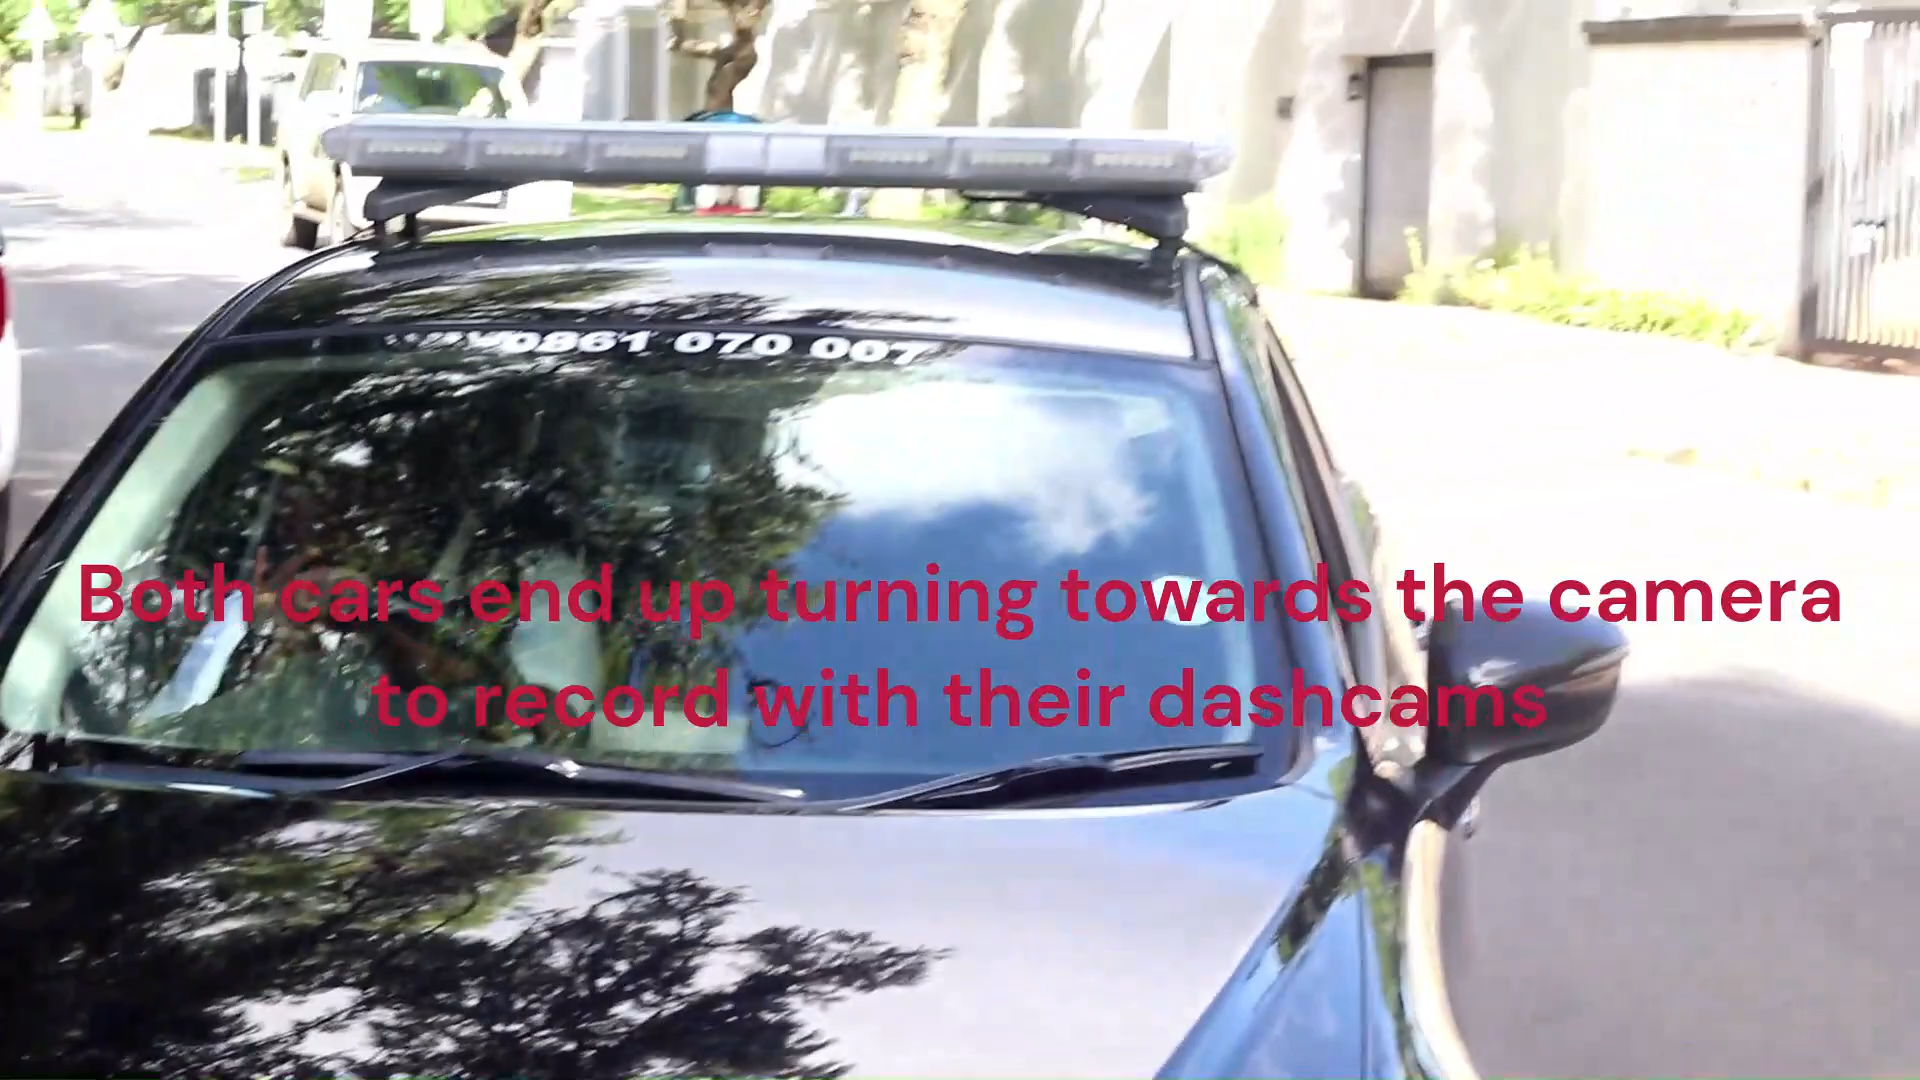 0861 070 007
Both cars end up turning towards the camera
to record with their dashcams